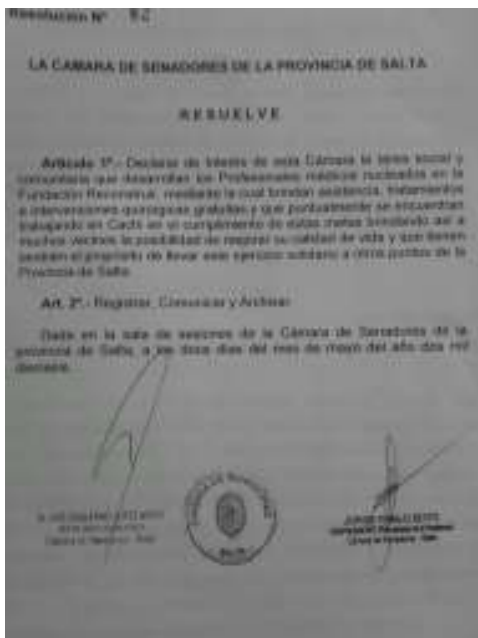 Resolución Nº 82
LA CAMARA DE SENADORES DE LA PROVINCIA DE SALTA
RESUELVE
Artículo 1º.- Declarar de Interés de esta Cámara la tarea social y
comunitaria que desarrollan los Profesionales médicos nucleados en la
Fundación Reconstruir, mediante la cual brindan asistencia, tratamientos
e intervenciones quirúrgicas gratuitas y que puntualmente se encuentran
trabajando en Cachi en el cumplimiento de estas metas brindando así a
muchos vecinos la posibilidad de mejorar su calidad de vida y que tienen
también el propósito de llevar este ejercicio solidario a otros puntos de la
Provincia de Salta.
Art. 2º.- Registrar, Comunicar y Archivar.
Dada en la sala de sesiones de la Cámara de Senadores de la
provincia de Salta, a los doce días del mes de mayo del año dos mil
SALTA